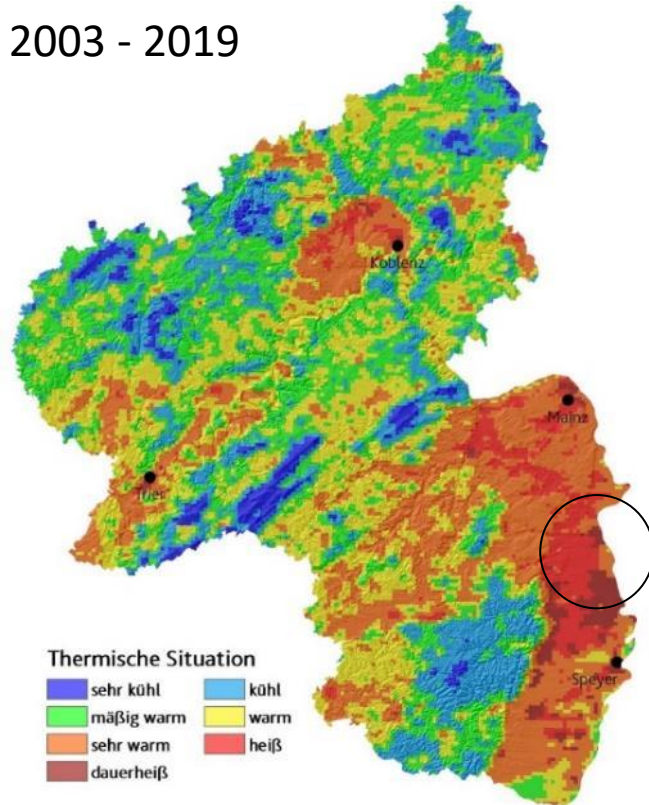 2003 - 2019
Koblenz
Mainz
Trier
Speyer
Thermische Situation
sehr kühl
kühl
mäßig warm
warm
sehr warm
heiß
dauerheiß